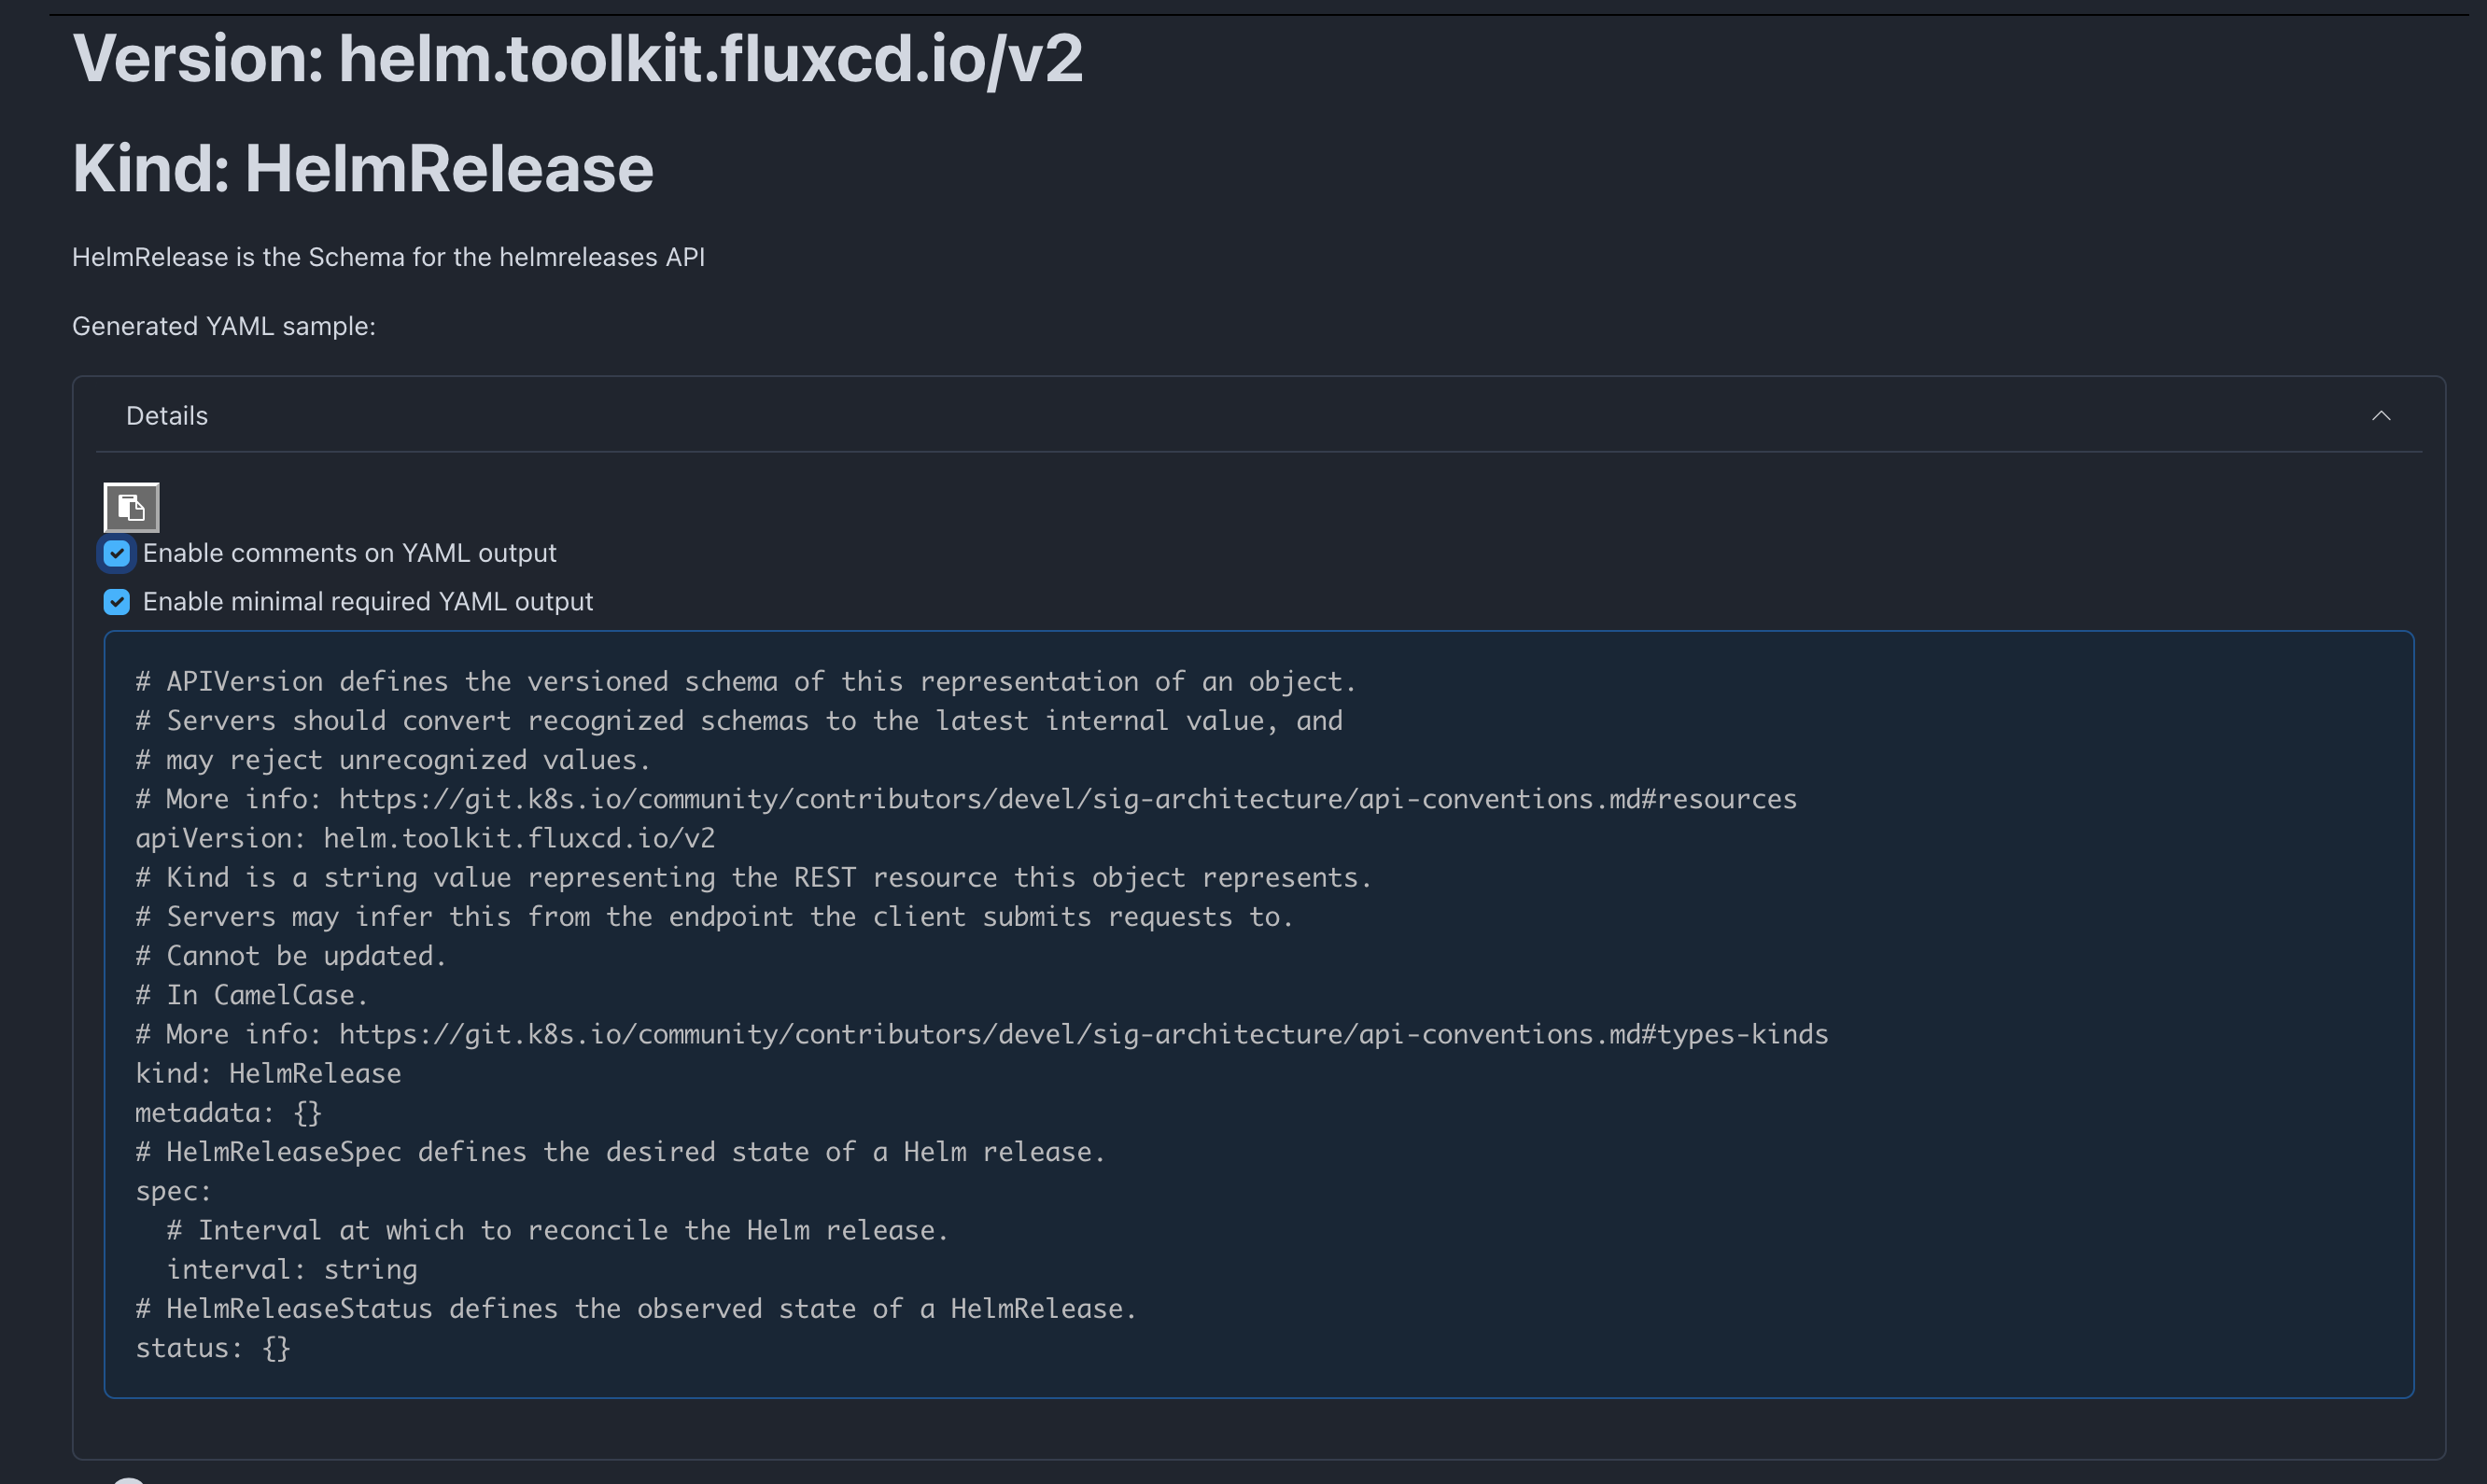 Version: helm.toolkit.fluxcd.io/v2
Kind: HelmRelease
HelmRelease is the Schema for the helmreleases API
Generated YAML sample:
Details
Enable comments on YAML output
Enable minimal required YAML output
# APIVersion defines the versioned schema of this representation of an object.
# Servers should convert recognized schemas to the latest internal value, and
# may reject unrecognized values.
# More info: https://git.k8s.io/community/contributors/devel/sig-architecture/api-conventions.md#resources
apiVersion: helm.toolkit.fluxcd.io/v2
# Kind is a string value representing the REST resource this object represents.
# Servers may infer this from the endpoint the client submits requests to.
# Cannot be updated.
# In CamelCase.
# More info: https://git.k8s.io/community/contributors/devel/sig-architecture/api-conventions.md#types-kinds
kind: HelmRelease
metadata: {}
# HelmReleaseSpec defines the desired state of a Helm release.
spec:
  # Interval at which to reconcile the Helm release.
  interval: string
# HelmReleaseStatus defines the observed state of a HelmRelease.
status: {}